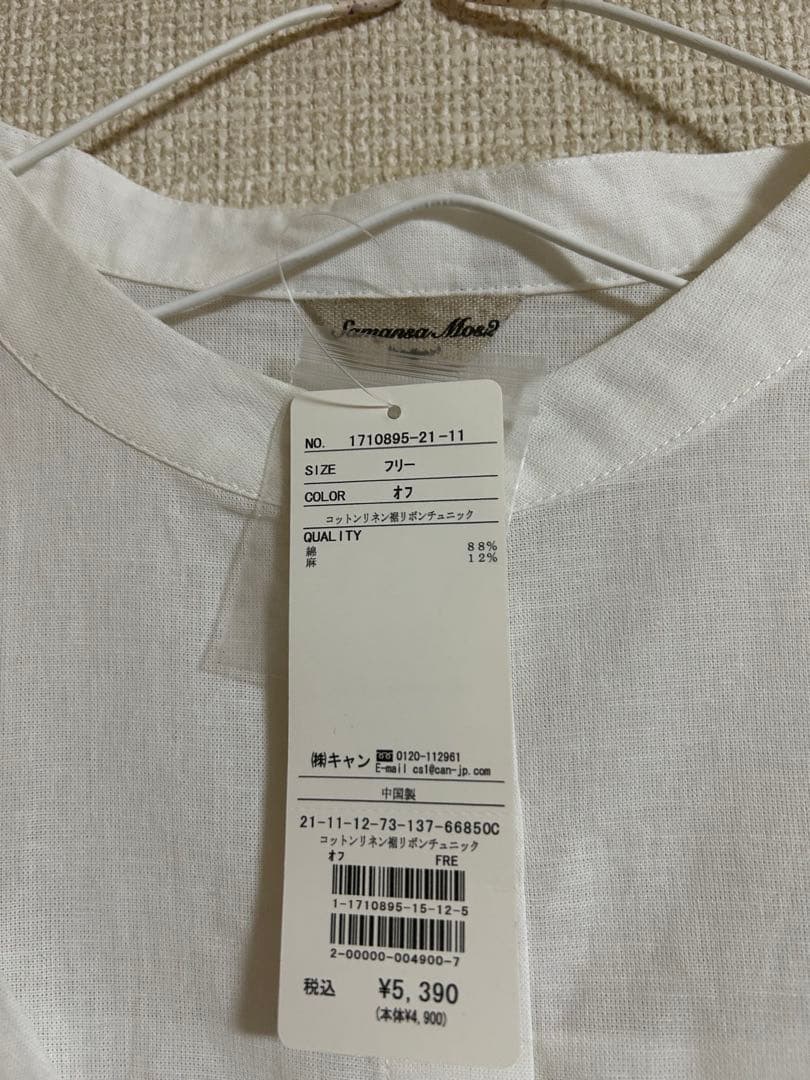 Samansa Mos2
NO. 1710895-21-11
SIZE フリー
COLOR オフ
コットンリネン裾リボンチュニック
QUALITY
綿 88%
麻 12%
㈱キャン 0120-112961
E-mail cs1@can-jp.com
中国製
21-11-12-73-137-66850C
コットンリネン裾リボンチュニック
オフ FRE
1-1710895-15-12-5
2-00000-004900-7
税込 ¥5,390
(本体¥4,900)